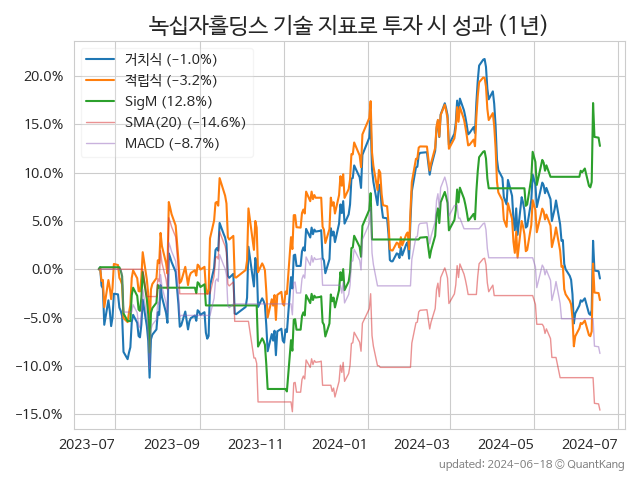 녹십자홀딩스 기술 지표로 투자 시 성과 (1년)
거치식 (-1.0%)
적립식 (-3.2%)
SigM (12.8%)
SMA(20) (-14.6%)
MACD (-8.7%)
20.0%
15.0%
10.0%
5.0%
0.0%
-5.0%
-10.0%
-15.0%
2023-07 2023-09 2023-11 2024-01 2024-03 2024-05 2024-07
updated: 2024-06-18 ⓒ QuantKang